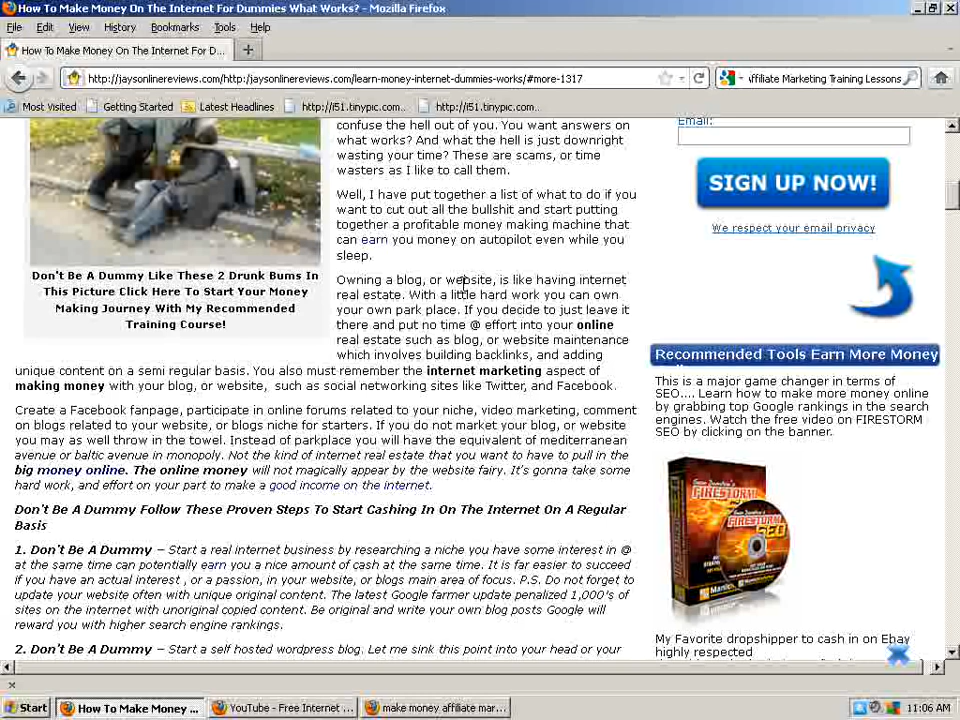 How To Make Money On The Internet For Dummies What Works? - Mozilla Firefox
File Edit View History Bookmarks Tools Help
How To Make Money On The Internet For D...
http://jaysonlinereviews.com/http:jaysonlinereviews.com/learn-money-internet-dummies-works/#more-1317
ffiliate Marketing Training Lessons
Most Visited Getting Started Latest Headlines http://i51.tinypic.com... http://i51.tinypic.com...
confuse the hell out of you. You want answers on
what works? And what the hell is just downright
wasting your time? These are scams, or time
wasters as I like to call them.
Well, I have put together a list of what to do if you
want to cut out all the bullshit and start putting
together a profitable money making machine that
can earn you money on autopilot even while you
sleep.
Don't Be A Dummy Like These 2 Drunk Bums In
This Picture Click Here To Start Your Money
Making Journey With My Recommended
Training Course!
Owning a blog, or website, is like having internet
real estate. With a little hard work you can own
your own park place. If you decide to just leave it
there and put no time @ effort into your online
real estate such as blog, or website maintenance
which involves building backlinks, and adding
unique content on a semi regular basis. You also must remember the internet marketing aspect of
making money with your blog, or website, such as social networking sites like Twitter, and Facebook.
Create a Facebook fanpage, participate in online forums related to your niche, video marketing, comment
on blogs related to your website, or blogs niche for starters. If you do not market your blog, or website
you may as well throw in the towel. Instead of parkplace you will have the equivalent of mediterranean
avenue or baltic avenue in monopoly. Not the kind of internet real estate that you want to have to pull in the
big money online. The online money will not magically appear by the website fairy. It's gonna take some
hard work, and effort on your part to make a good income on the internet.
Don't Be A Dummy Follow These Proven Steps To Start Cashing In On The Internet On A Regular
Basis
1. Don't Be A Dummy – Start a real internet business by researching a niche you have some interest in @
at the same time can potentially earn you a nice amount of cash at the same time. It is far easier to succeed
if you have an actual interest , or a passion, in your website, or blogs main area of focus. P.S. Do not forget to
update your website often with unique original content. The latest Google farmer update penalized 1,000's of
sites on the internet with unoriginal copied content. Be original and write your own blog posts Google will
reward you with higher search engine rankings.
2. Don't Be A Dummy – Start a self hosted wordpress blog. Let me sink this point into your head or your
Email:
SIGN UP NOW!
We respect your email privacy
Recommended Tools Earn More Money
This is a major game changer in terms of
SEO.... Learn how to make more money online
by grabbing top Google rankings in the search
engines. Watch the free video on FIRESTORM
SEO by clicking on the banner.
FIRESTORM
FIRESTORM
SEO
My Favorite dropshipper to cash in on Ebay
highly respected
Start How To Make Money ... YouTube - Free Internet ... make money affiliate mar... 11:06 AM